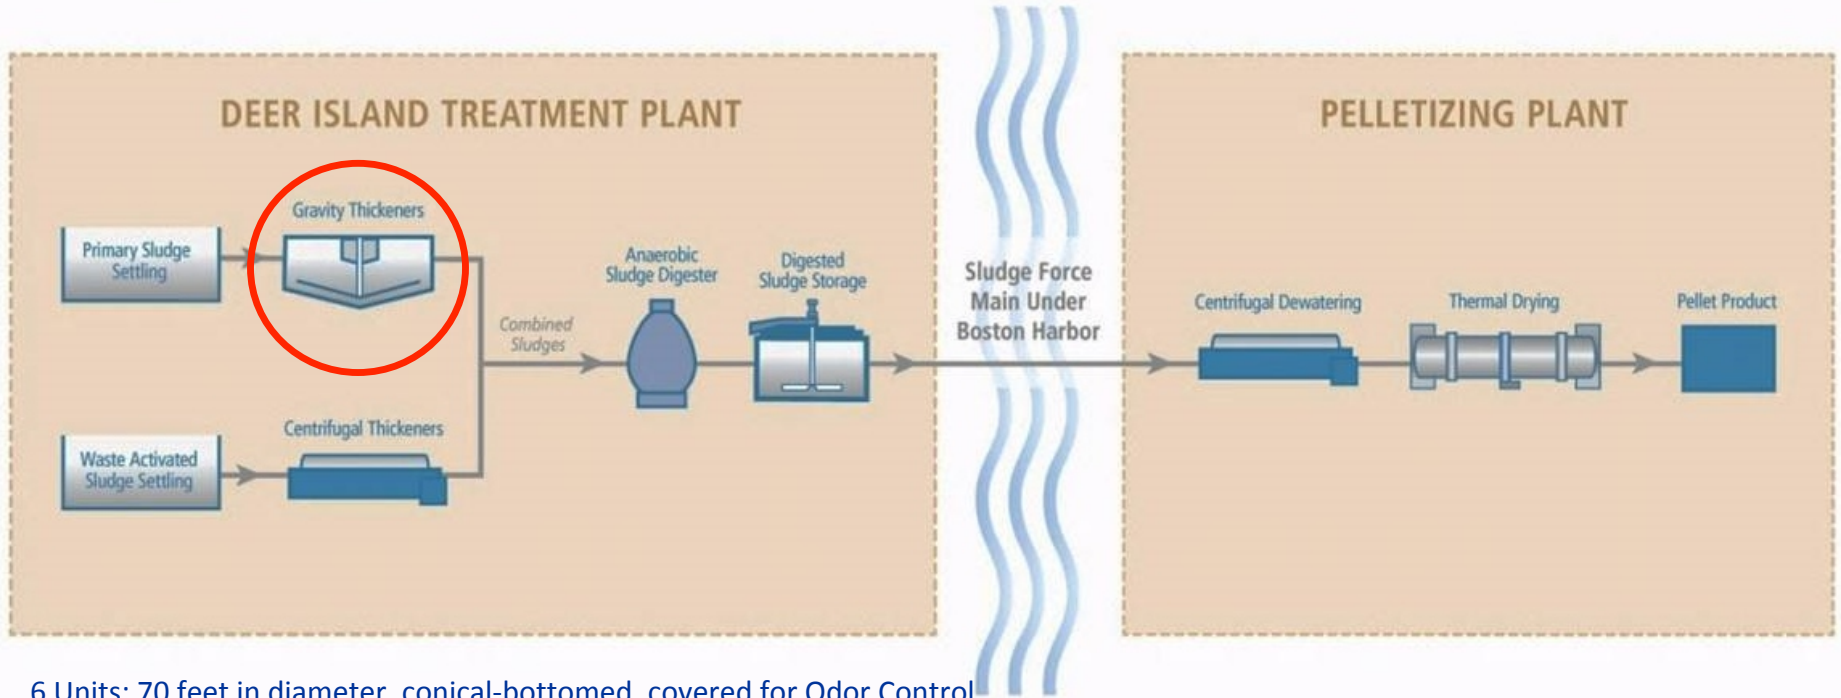 DEER ISLAND TREATMENT PLANT
Gravity Thickeners
Primary Sludge
Settling
Anaerobic
Sludge Digester
Digested
Sludge Storage
Combined
Sludges
Centrifugal Thickeners
Waste Activated
Sludge Settling
Sludge Force
Main Under
Boston Harbor
PELLETIZING PLANT
Centrifugal Dewatering
Thermal Drying
Pellet Product
6 Units: 70 feet in diameter, conical-bottomed, covered for Odor Control